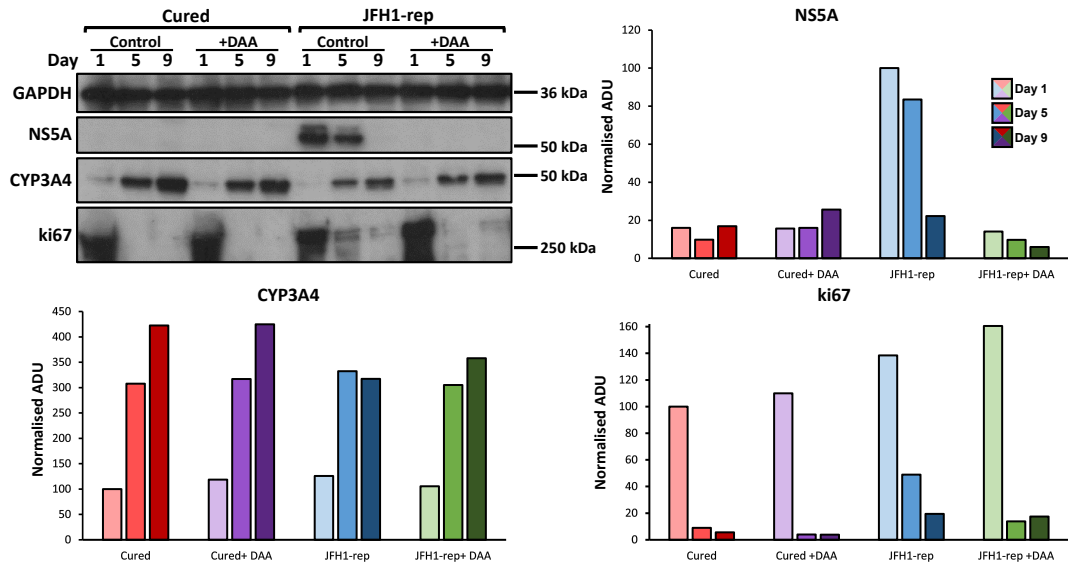 Cured JFH1-rep
Control +DAA Control +DAA
Day 1 5 9 1 5 9 1 5 9 1 5 9
GAPDH 36 kDa
NS5A 50 kDa
CYP3A4 50 kDa
ki67 250 kDa
NS5A
Normalised ADU
120
100
80
60
40
20
0
Cured Cured+ DAA JFH1-rep JFH1-rep+ DAA
Day 1
Day 5
Day 9
CYP3A4
Normalised ADU
450
400
350
300
250
200
150
100
50
0
Cured Cured+ DAA JFH1-rep JFH1-rep+ DAA
ki67
Normalised ADU
160
140
120
100
80
60
40
20
0
Cured Cured +DAA JFH1-rep JFH1-rep +DAA